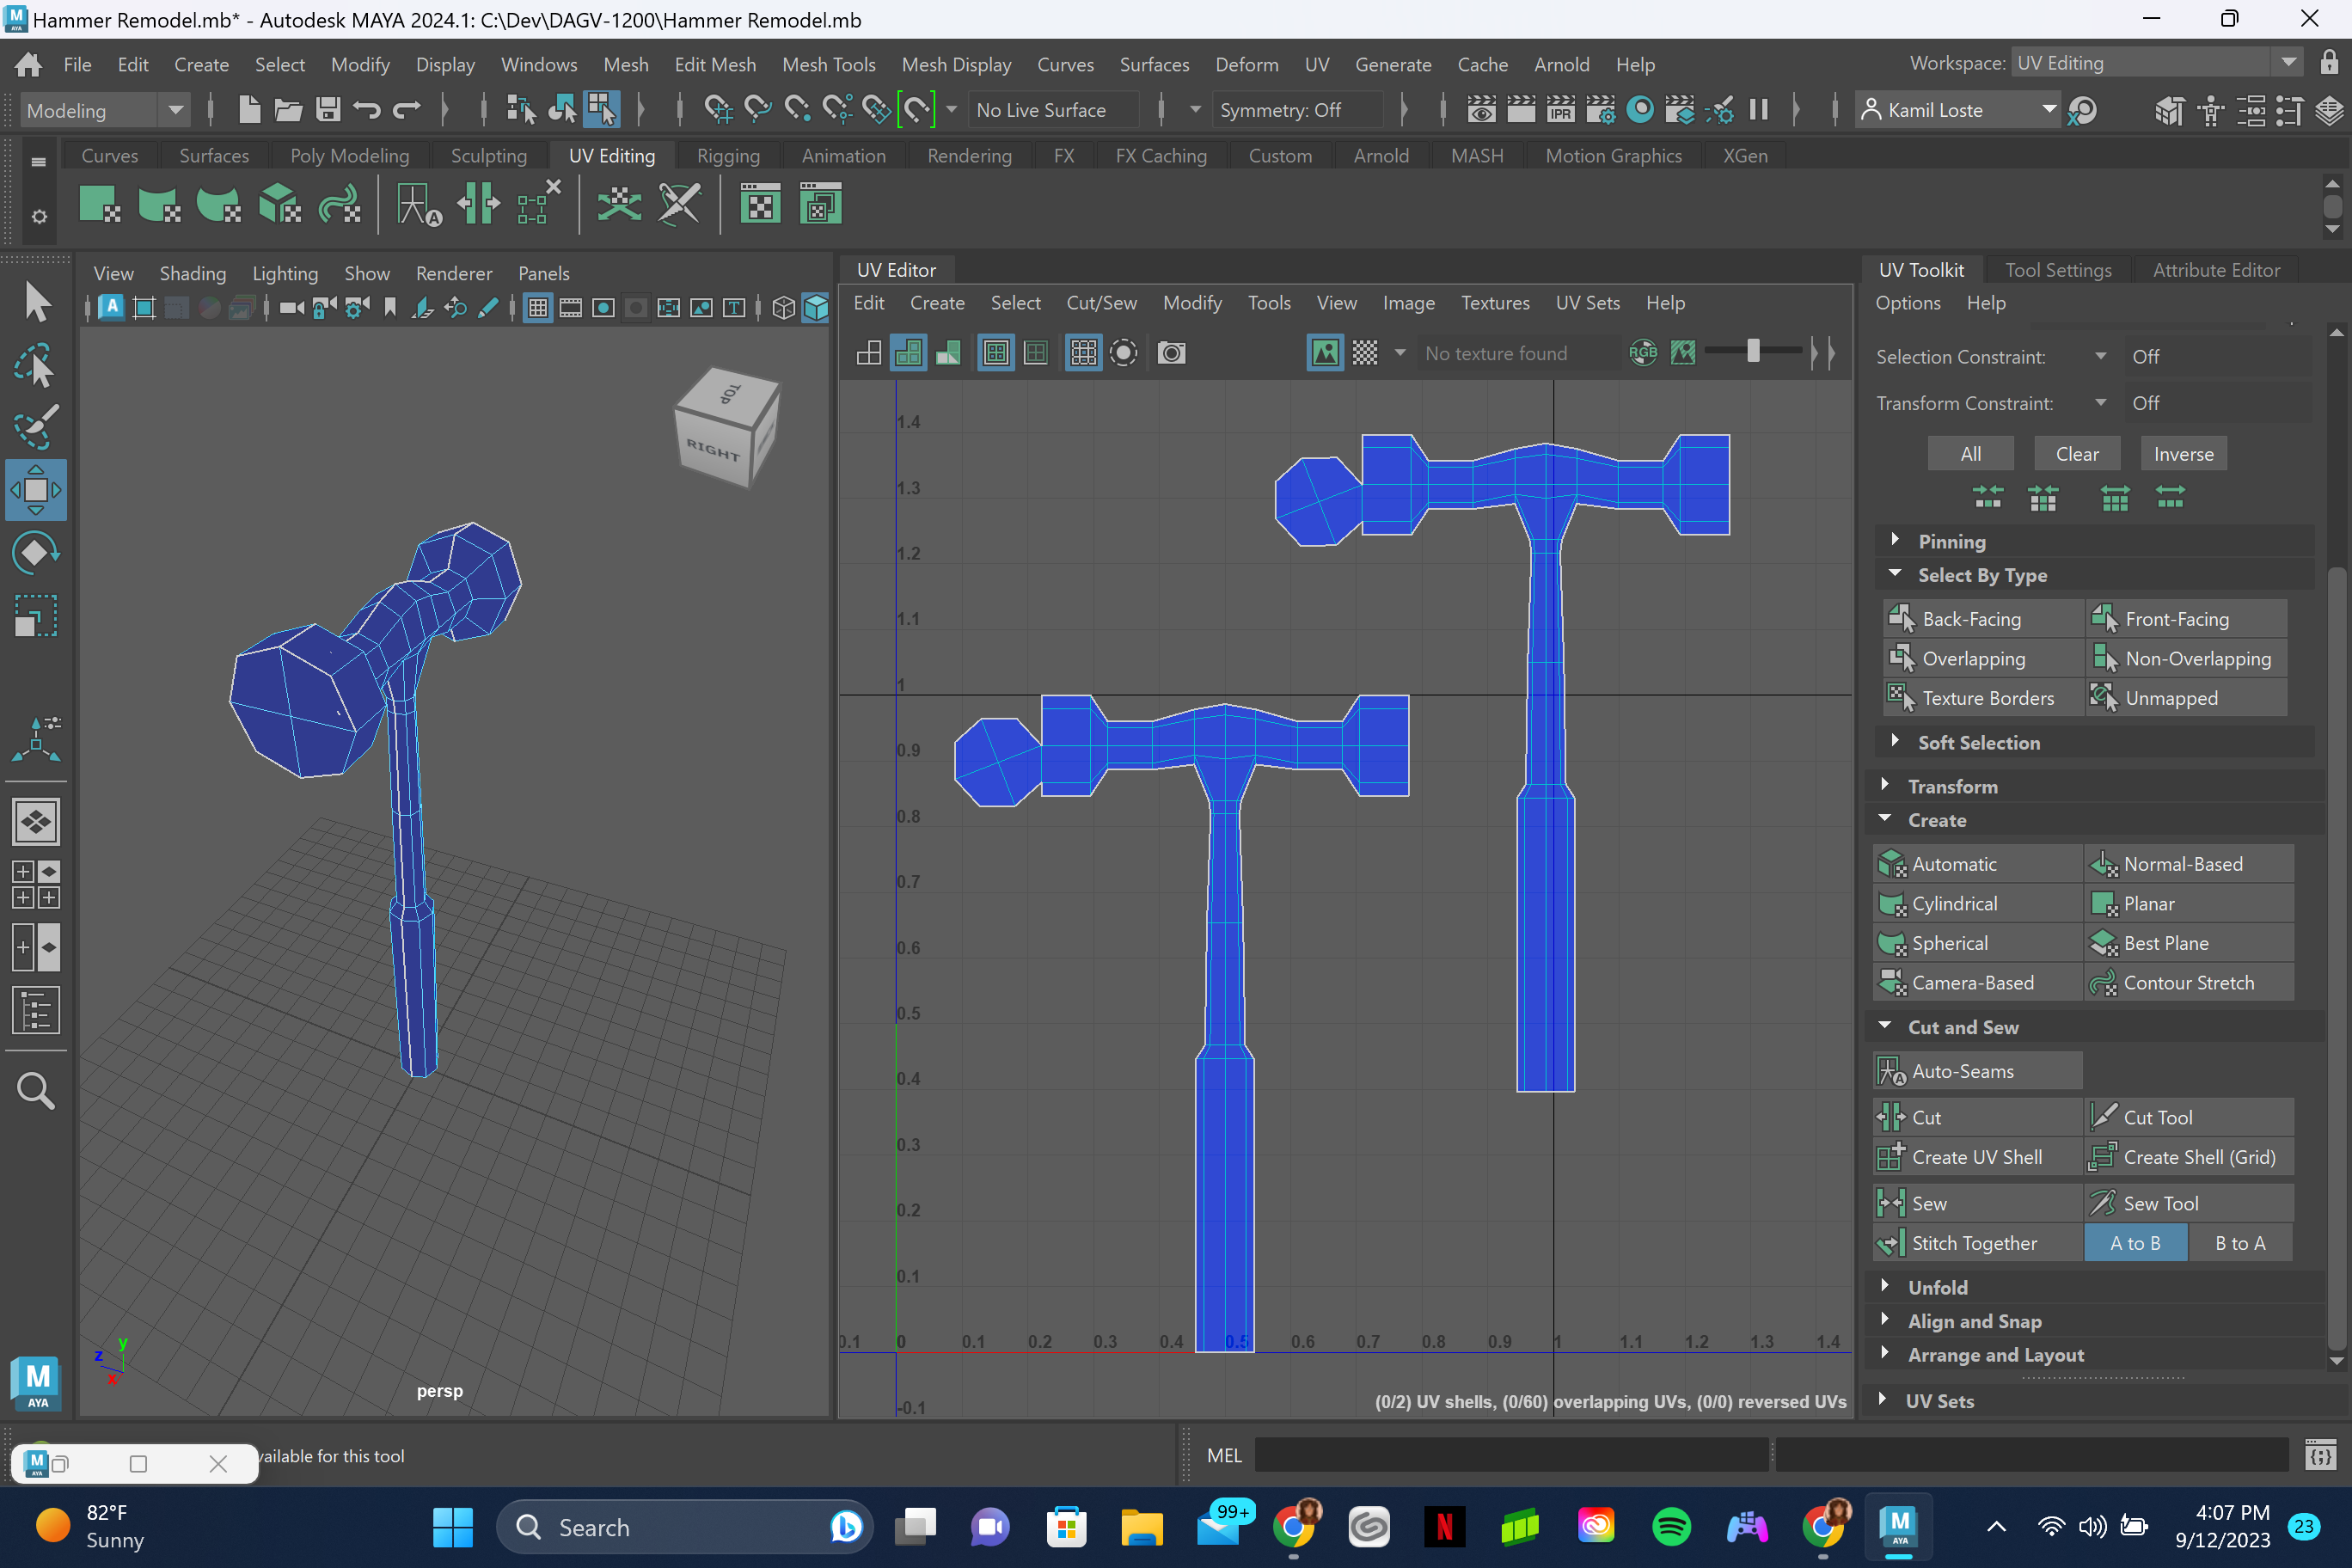 Hammer Remodel.mb* - Autodesk MAYA 2024.1: C:\Dev\DAGV-1200\Hammer Remodel.mb
File Edit Create Select Modify Display Windows Mesh Edit Mesh Mesh Tools Mesh Display Curves Surfaces Deform UV Generate Cache Arnold Help Workspace: UV Editing
Modeling No Live Surface Symmetry: Off IPR Kamil Loste
Curves Surfaces Poly Modeling Sculpting UV Editing Rigging Animation Rendering FX FX Caching Custom Arnold MASH Motion Graphics XGen
View Shading Lighting Show Renderer Panels
UV Editor
Edit Create Select Cut/Sew Modify Tools View Image Textures UV Sets Help
No texture found RGB
TOP
RIGHT
1.4
1.3
1.2
1.1
1
0.9
0.8
0.7
0.6
0.5
0.4
0.3
0.2
0.1
0.1 0 0.1 0.2 0.3 0.4 0.5 0.6 0.7 0.8 0.9 1 1.1 1.2 1.3 1.4
-0.1
(0/2) UV shells, (0/60) overlapping UVs, (0/0) reversed UVs
y
z
x
persp
UV Toolkit Tool Settings Attribute Editor
Options Help
Selection Constraint: Off
Transform Constraint: Off
All Clear Inverse
Pinning
Select By Type
Back-Facing Front-Facing
Overlapping Non-Overlapping
Texture Borders Unmapped
Soft Selection
Transform
Create
Automatic Normal-Based
Cylindrical Planar
Spherical Best Plane
Camera-Based Contour Stretch
Cut and Sew
Auto-Seams
Cut Cut Tool
Create UV Shell Create Shell (Grid)
Sew Sew Tool
Stitch Together A to B B to A
Unfold
Align and Snap
Arrange and Layout
UV Sets
M
AYA
vailable for this tool
MEL
82°F
Sunny
Search
99+
4:07 PM
9/12/2023
23